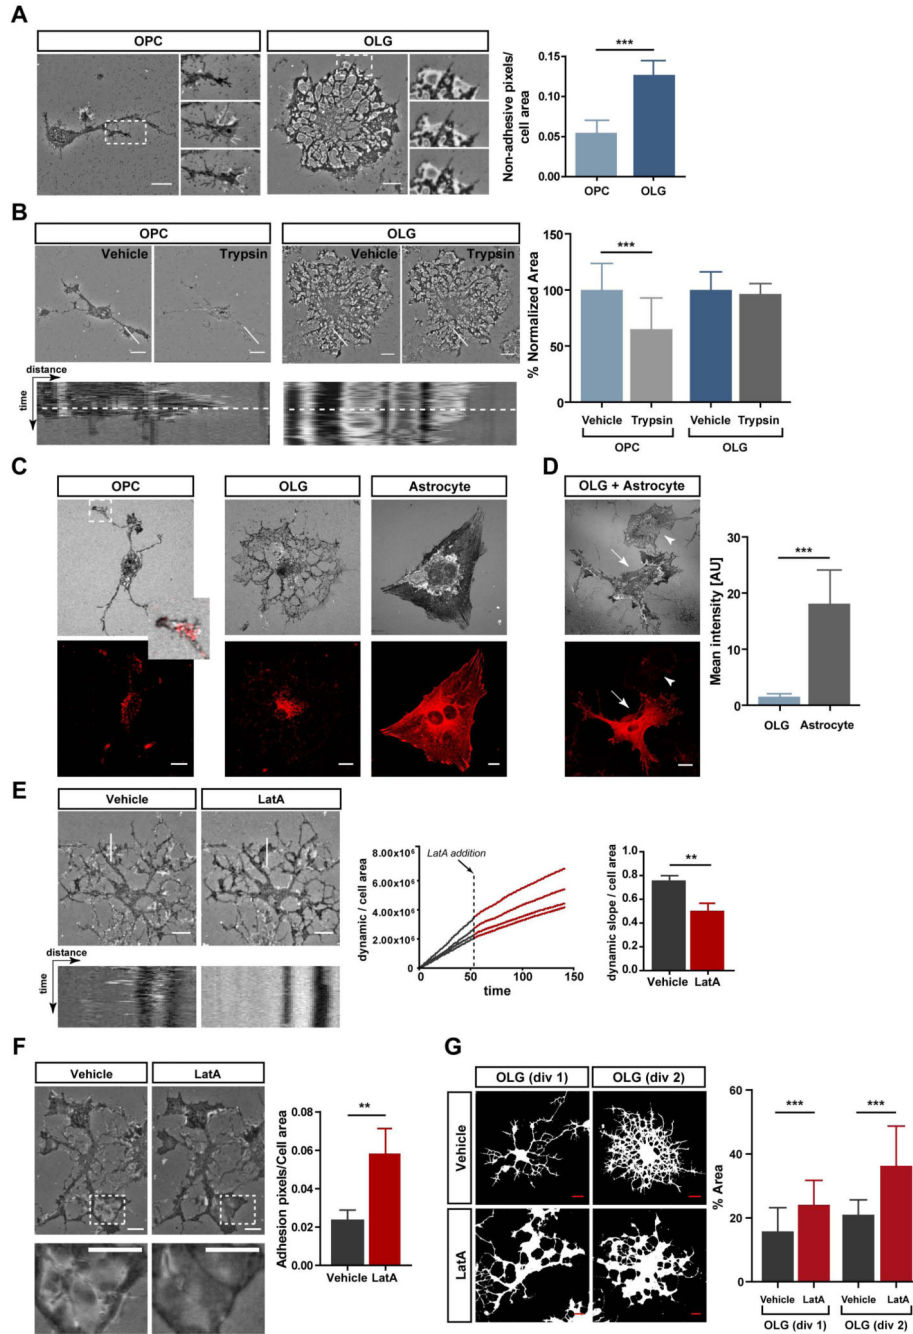 A
OPC
OLG
Non-adhesive pixels/
cell area
0.15
0.10
0.05
0.00
***
OPC
OLG
B
OPC
OLG
Vehicle
Trypsin
Vehicle
Trypsin
distance
time
% Normalized Area
150
100
50
0
***
Vehicle
Trypsin
Vehicle
Trypsin
OPC
OLG
C
OPC
OLG
Astrocyte
D
OLG + Astrocyte
Mean intensity [AU]
30
20
10
0
***
OLG
Astrocyte
E
Vehicle
LatA
distance
time
dynamic / cell area
8.00x10⁶
6.00x10⁶
4.00x10⁶
2.00x10⁶
0
LatA addition
0
50
100
150
time
dynamic slope / cell area
1.0
0.8
0.6
0.4
0.2
0.0
**
Vehicle
LatA
F
Vehicle
LatA
Adhesion pixels/Cell area
0.08
0.06
0.04
0.02
0.00
**
Vehicle
LatA
G
OLG (div 1)
OLG (div 2)
Vehicle
LatA
% Area
60
40
20
0
***
***
Vehicle
LatA
Vehicle
LatA
OLG (div 1)
OLG (div 2)